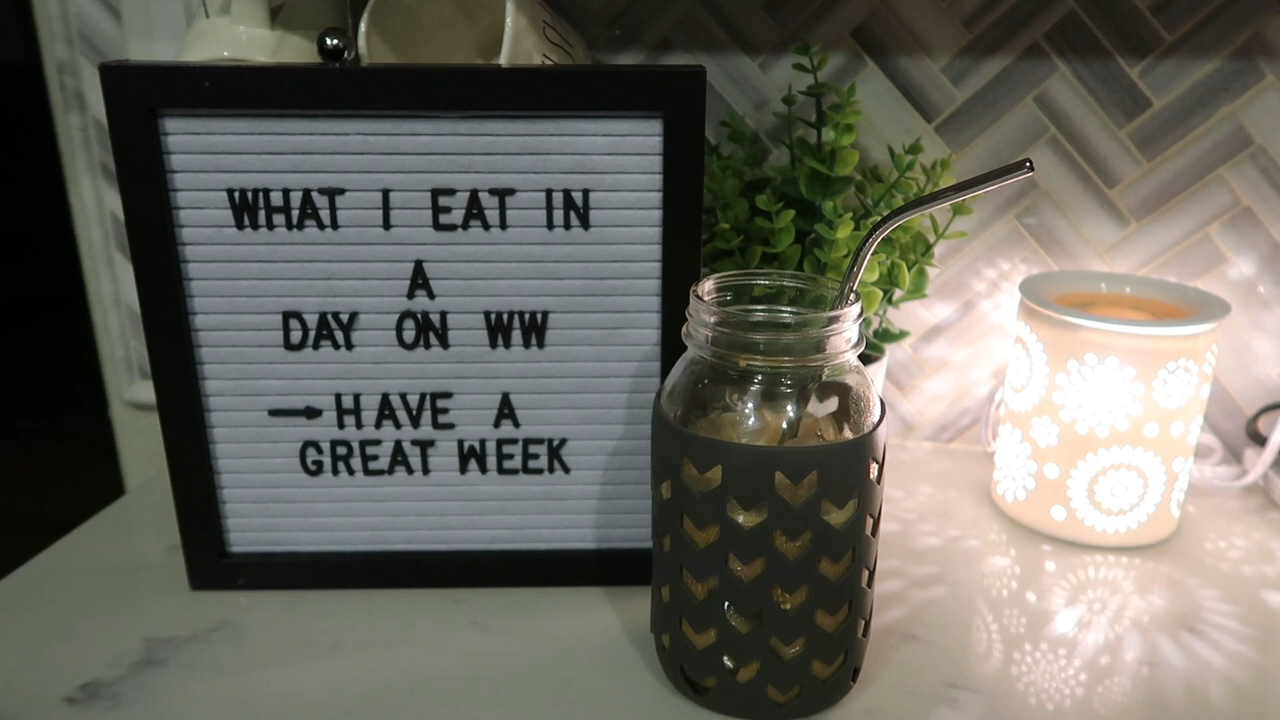 WHAT I EAT IN
A
DAY ON WW
→HAVE A
GREAT WEEK